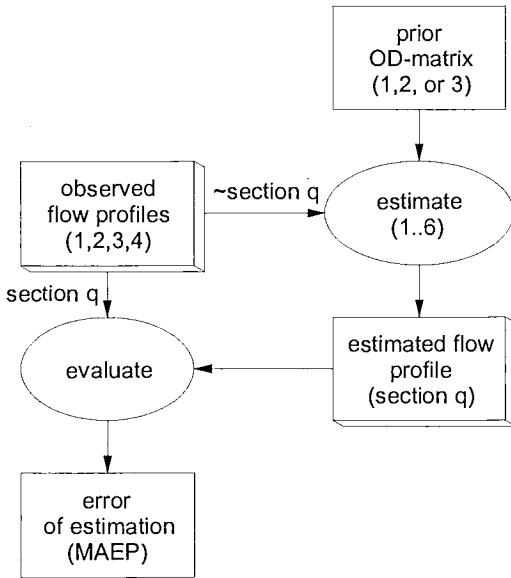 prior
OD-matrix
(1,2, or 3)
observed
flow profiles
(1,2,3,4)
~section q
estimate
(1..6)
section q
evaluate
estimated flow
profile
(section q)
error
of estimation
(MAEP)